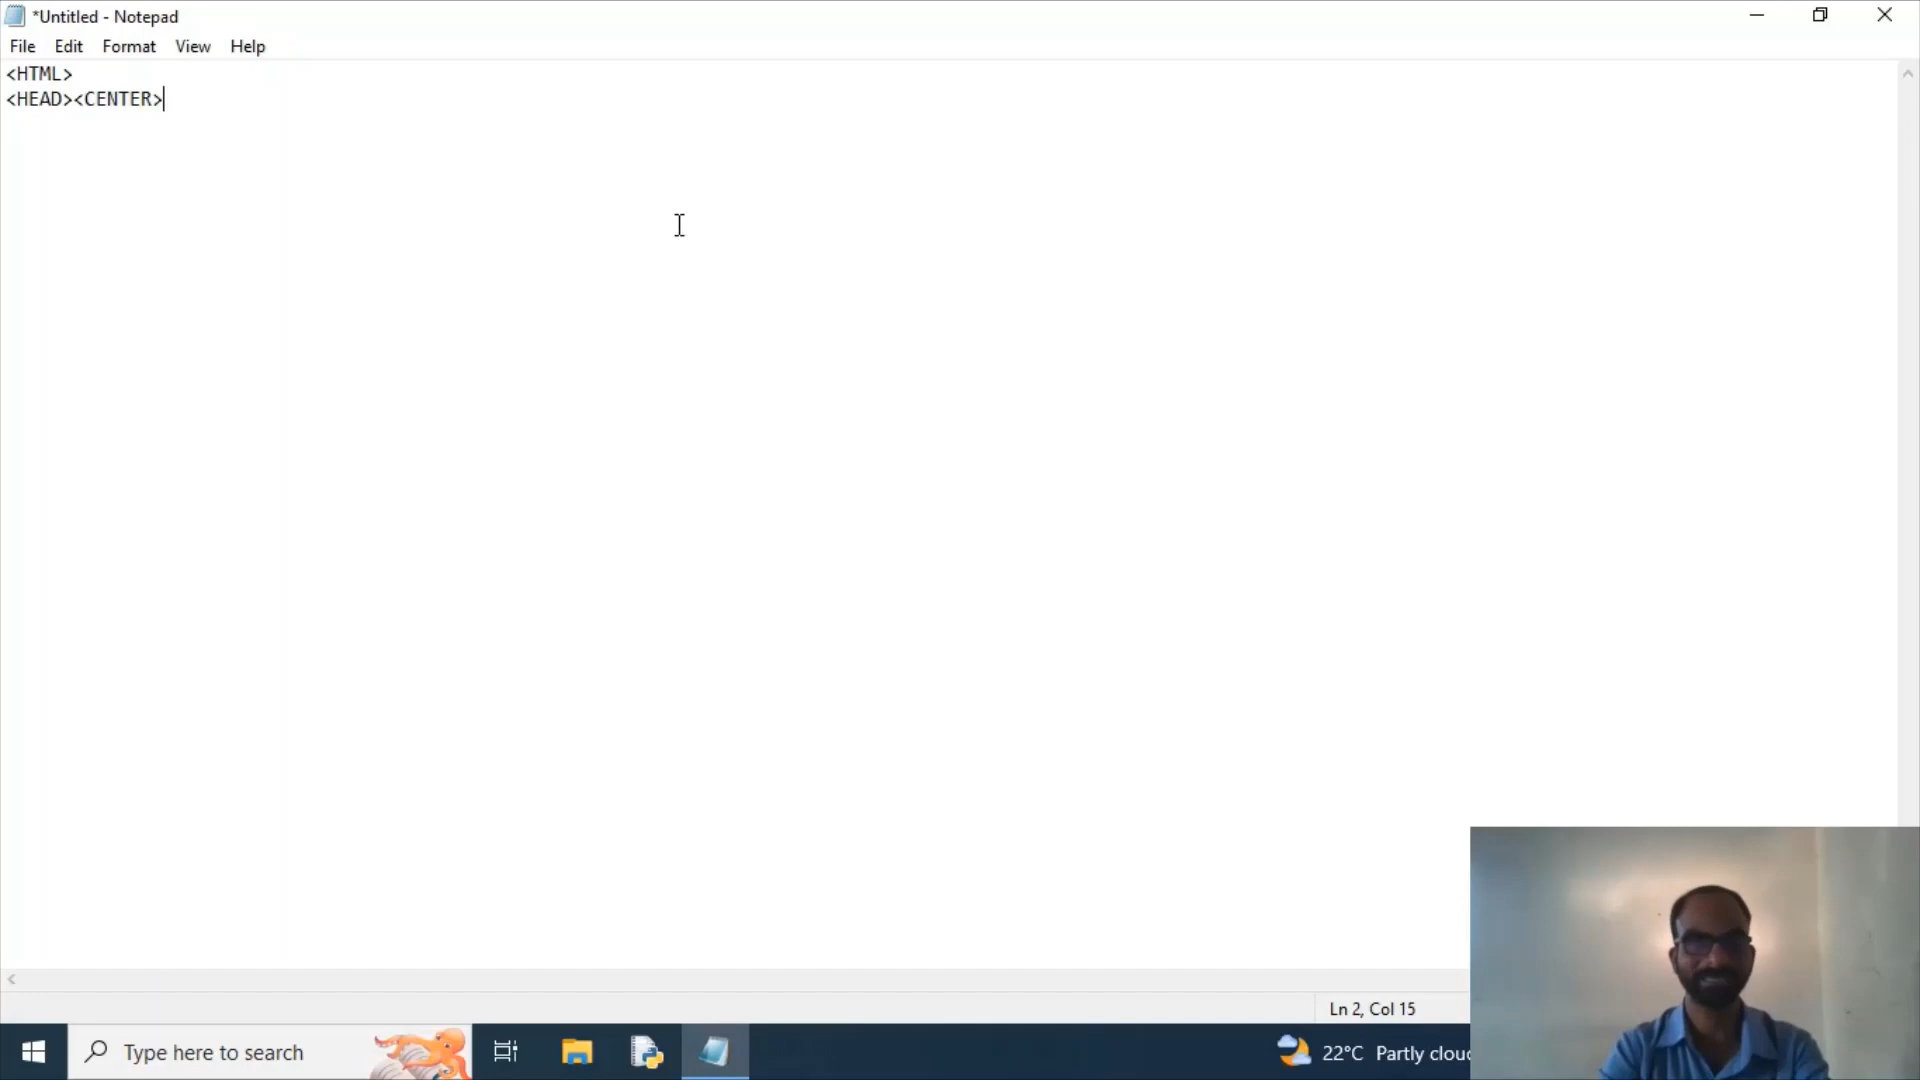 *Untitled - Notepad
File Edit Format View Help
<HTML>
<HEAD><CENTER>
Ln 2, Col 15
Type here to search
22°C Partly clouc